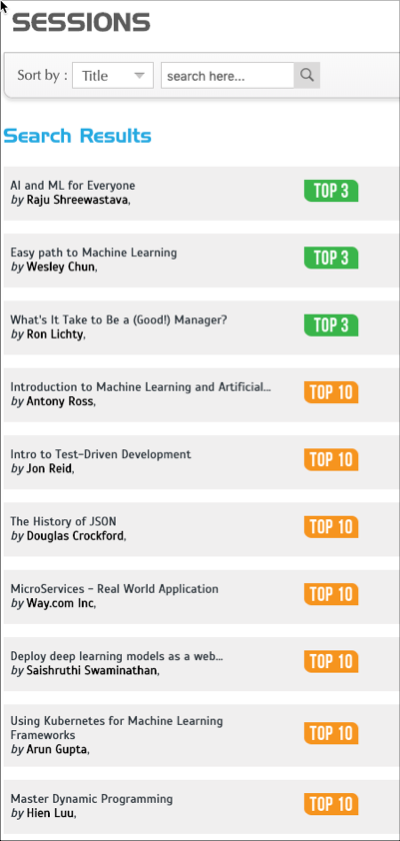 SESSIONS
Sort by :
Title
search here...
Search Results
AI and ML for Everyone
by Raju Shreewastava,
TOP 3
Easy path to Machine Learning
by Wesley Chun,
TOP 3
What's It Take to Be a (Good!) Manager?
by Ron Lichty,
TOP 3
Introduction to Machine Learning and Artificial...
by Antony Ross,
TOP 10
Intro to Test-Driven Development
by Jon Reid,
TOP 10
The History of JSON
by Douglas Crockford,
TOP 10
MicroServices - Real World Application
by Way.com Inc,
TOP 10
Deploy deep learning models as a web...
by Saishruthi Swaminathan,
TOP 10
Using Kubernetes for Machine Learning
Frameworks
by Arun Gupta,
TOP 10
Master Dynamic Programming
by Hien Luu,
TOP 10